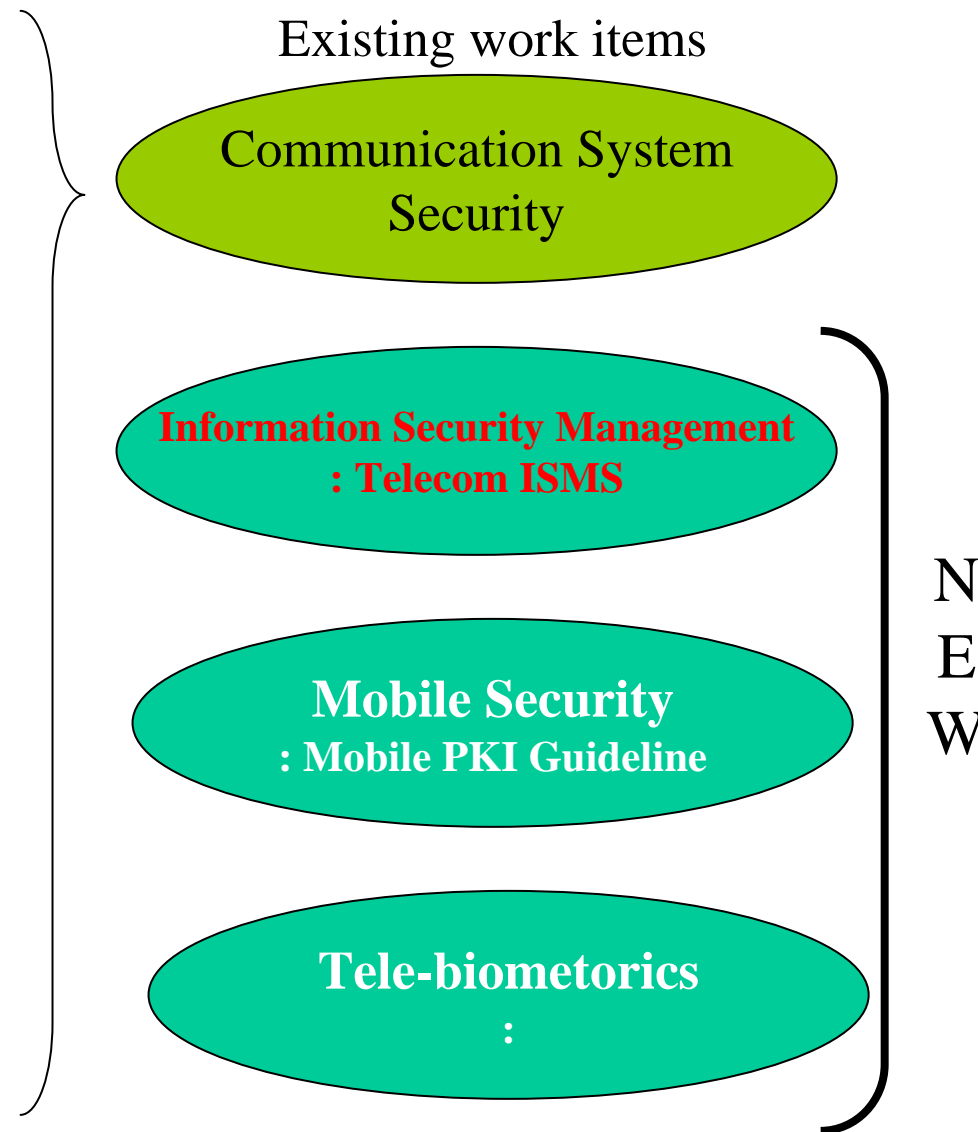 Existing work items
Communication System
Security
Information Security Management
: Telecom ISMS
Mobile Security
: Mobile PKI Guideline
Tele-biometorics
:
N
E
W